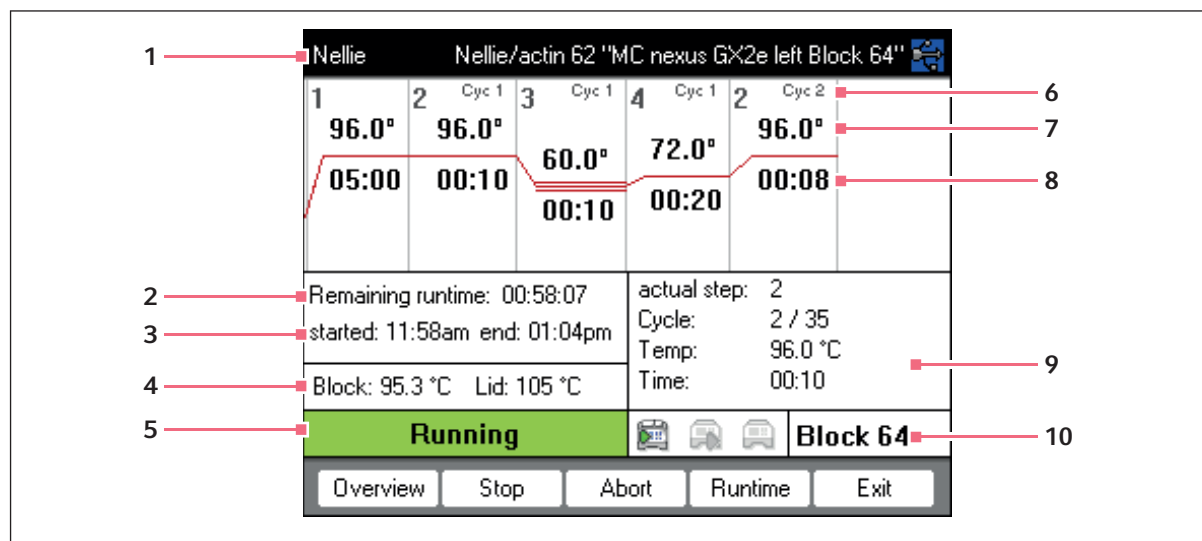 1
Nellie Nellie/actin 62 "MC nexus GX2e left Block 64"
1 2 Cyc 1 3 Cyc 1 4 Cyc 1 2 Cyc 2
6
96.0° 96.0° 60.0° 72.0° 96.0°
7
05:00 00:10 00:10 00:20 00:08
8
2
Remaining runtime: 00:58:07
3
started: 11:58am end: 01:04pm
4
Block: 95.3 °C Lid: 105 °C
actual step: 2
Cycle: 2 / 35
Temp: 96.0 °C
Time: 00:10
9
5
Running
Block 64
10
Overview Stop Abort Runtime Exit